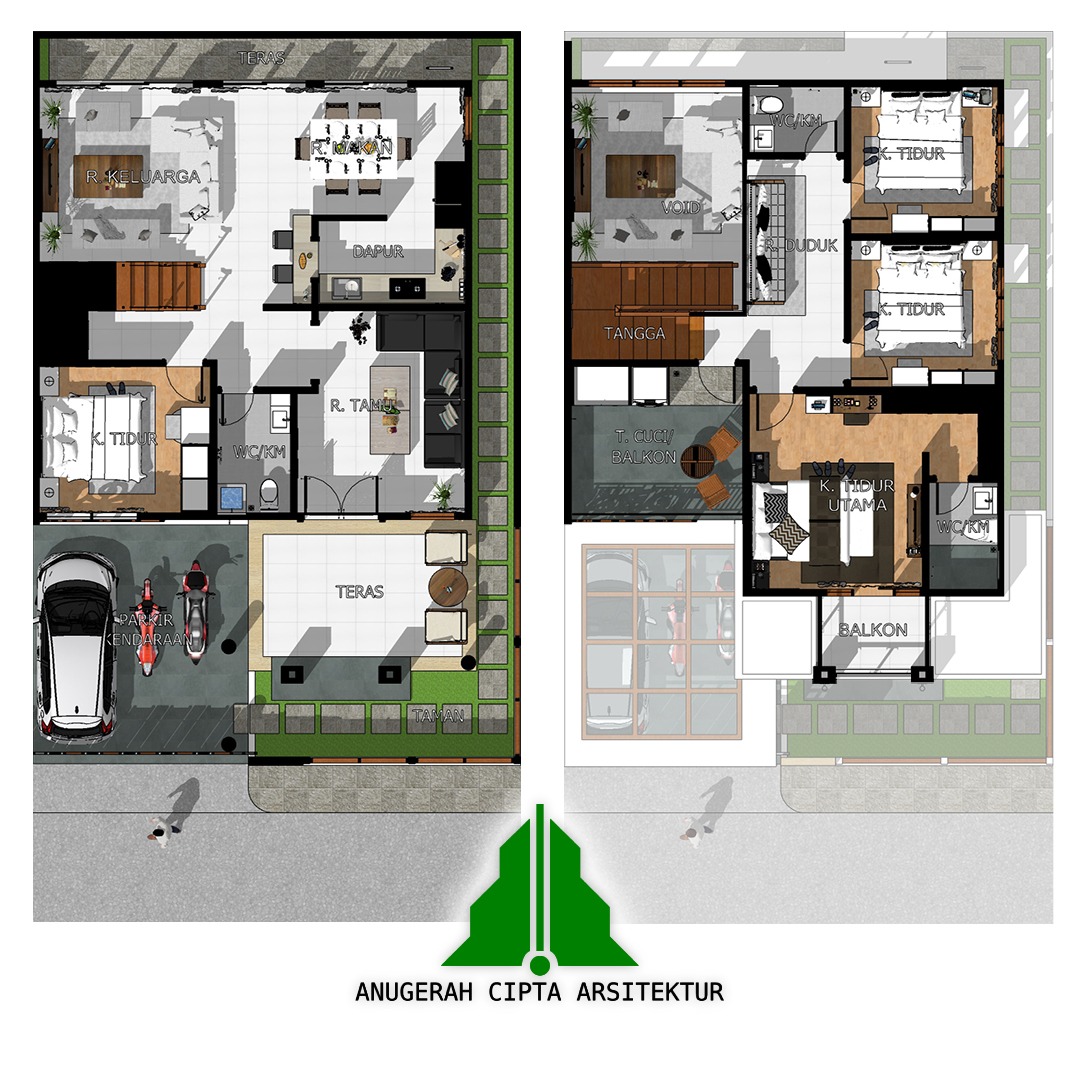 TERAS
R. KELUARGA
R. MAKAN
DAPUR
R. TAMU
K. TIDUR
WC/KM
PARKIR
KENDARAAN
TERAS
TAMAN
WC/KM
K. TIDUR
VOID
R. DUDUK
K. TIDUR
TANGGA
T. CUCI/
BALKON
K. TIDUR
UTAMA
WC/KM
BALKON
ANUGERAH CIPTA ARSITEKTUR